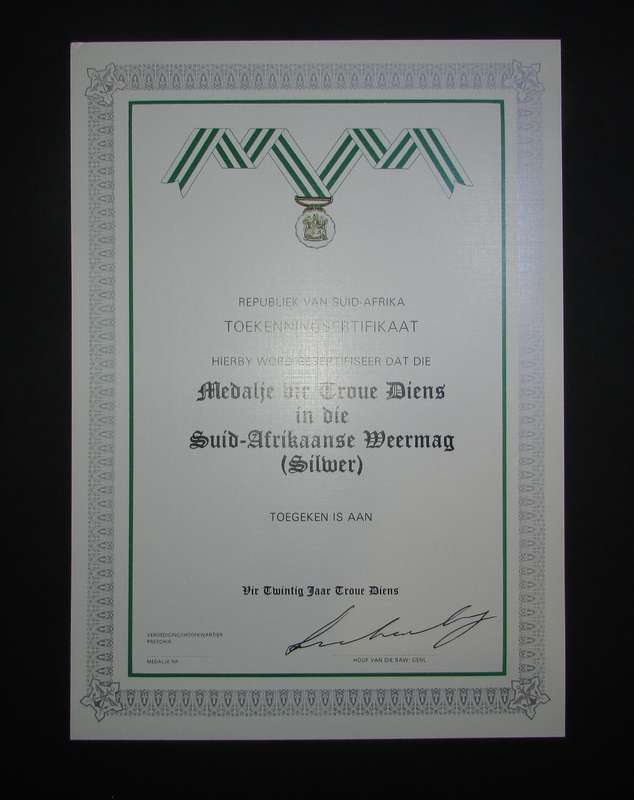 REPUBLIEK VAN SUID-AFRIKA
TOEKENNINGSERTIFIKAAT
HIERBY WORD GESERTIFISEER DAT DIE
Medalje vir Troue Diens
in die
Suid-Afrikaanse Weermag
(Silwer)
TOEGEKEN IS AAN
Vir Twintig Jaar Troue Diens
VERDEDIGINGSHOOFKWARTIER
PRETORIA
MEDALJE NR
HOOF VAN DIE SAW: GENL